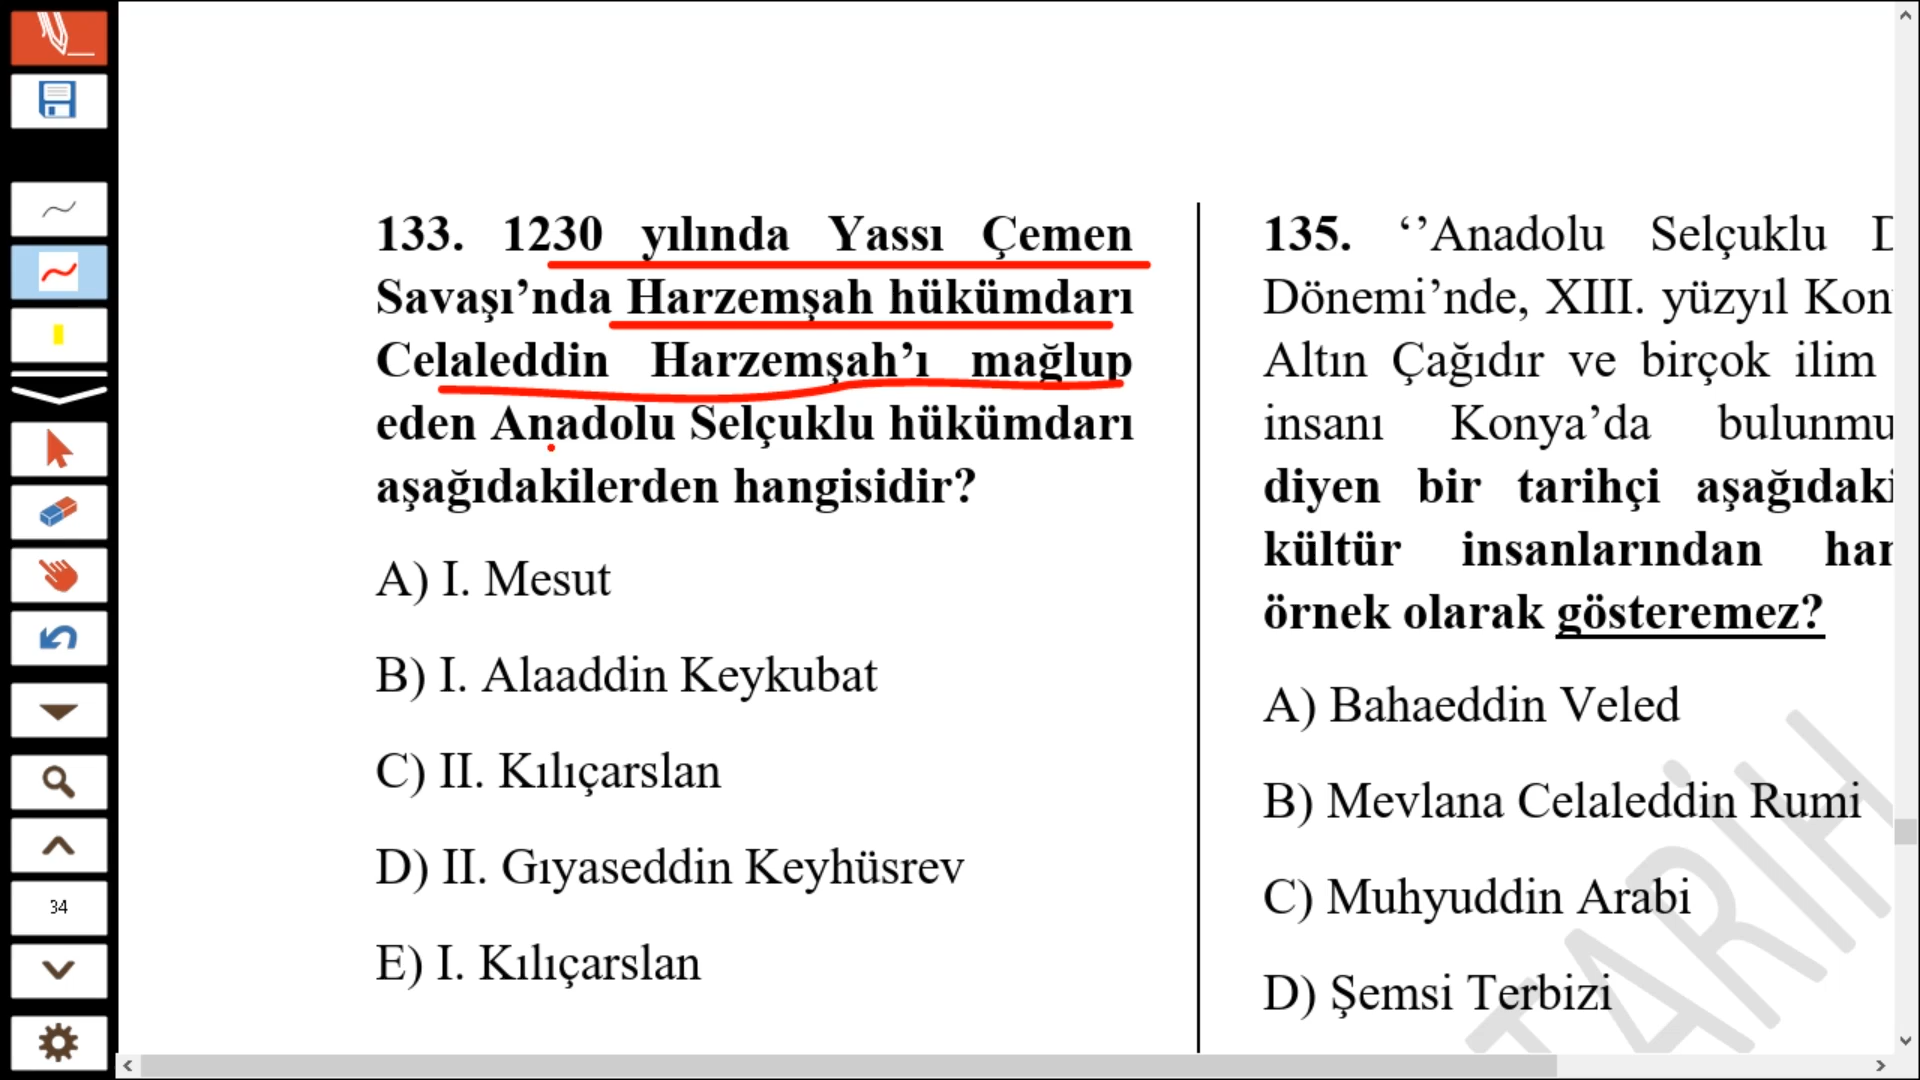 133. 1230 yılında Yassı Çemen
Savaşı’nda Harzemşah hükümdarı
Celaleddin Harzemşah’ı mağlup
eden Anadolu Selçuklu hükümdarı
aşağıdakilerden hangisidir?
A) I. Mesut
B) I. Alaaddin Keykubat
C) II. Kılıçarslan
D) II. Gıyaseddin Keyhüsrev
E) I. Kılıçarslan
135. ‘’Anadolu Selçuklu
Dönemi’nde, XIII. yüzyıl
Altın Çağıdır ve birçok ilim
insanı Konya’da
diyen bir tarihçi
kültür insanlarından
örnek olarak gösteremez?
A) Bahaeddin Veled
B) Mevlana Celaleddin Rumi
C) Muhyuddin Arabi
D) Şemsi Terbizi
TARİH
34